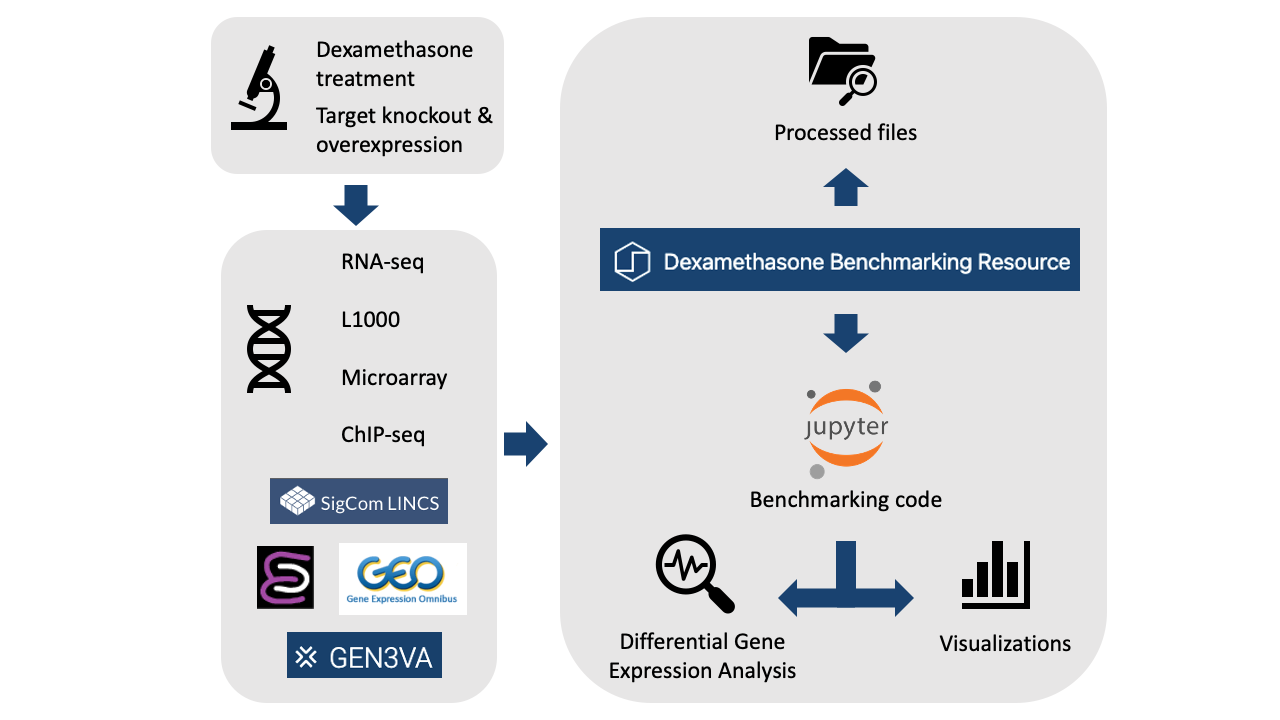 Dexamethasone
treatment
Target knockout &
overexpression
RNA-seq
L1000
Microarray
ChIP-seq
SigCom LINCS
GEO
Gene Expression Omnibus
GEN3VA
Processed files
Dexamethasone Benchmarking Resource
jupyter
Benchmarking code
Differential Gene
Expression Analysis
Visualizations